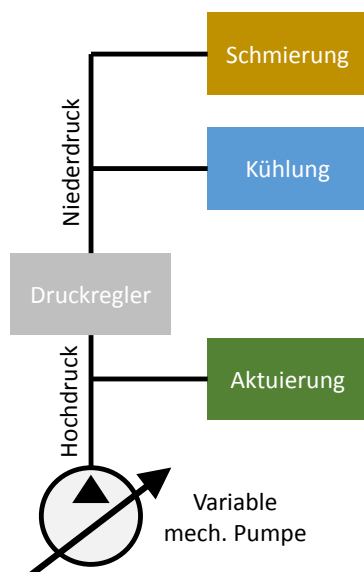 Schmierung
Niederdruck
Kühlung
Druckregler
Hochdruck
Aktuierung
Variable
mech. Pumpe